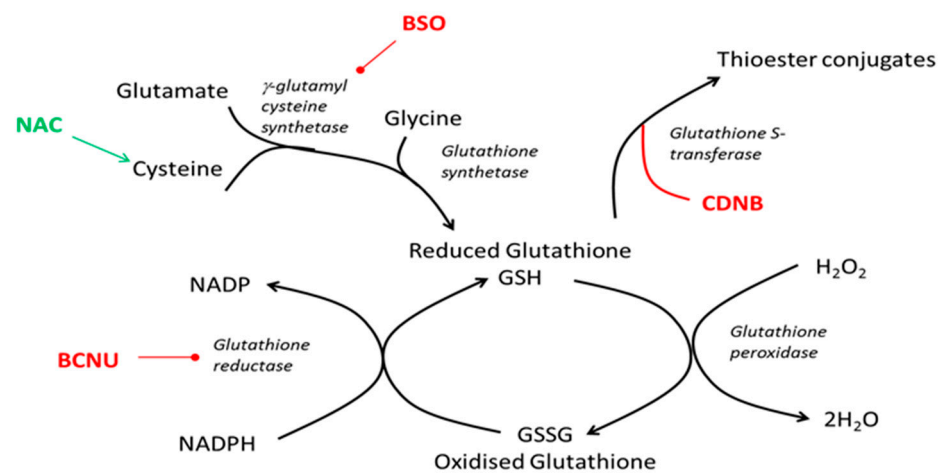 BSO
Thioester conjugates
Glutamate
γ-glutamyl
cysteine
synthetase
Glycine
NAC
Glutathione S-
transferase
Cysteine
Glutathione
synthetase
CDNB
Reduced Glutathione
GSH
H₂O₂
NADP
Glutathione
reductase
Glutathione
peroxidase
BCNU
NADPH
GSSG
2H₂O
Oxidised Glutathione